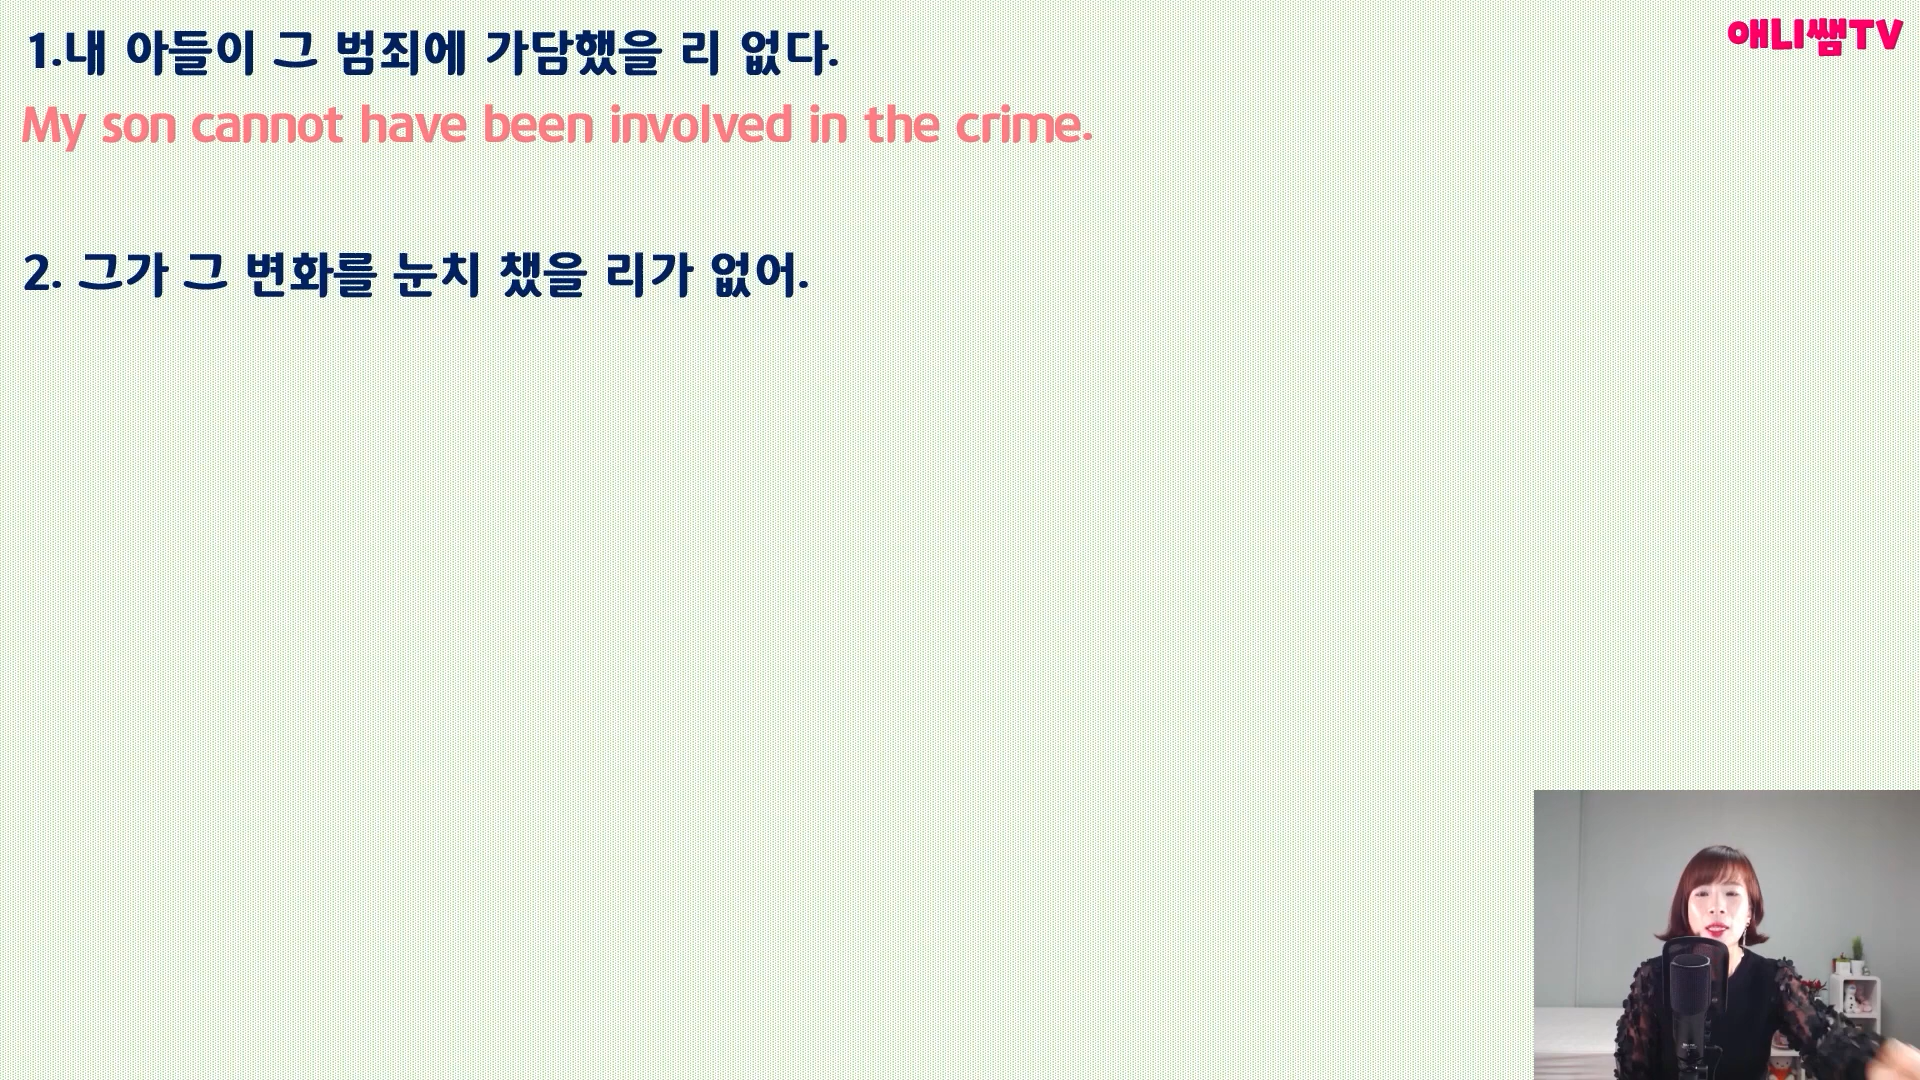 1.내 아들이 그 범죄에 가담했을 리 없다.
애니쌤TV
My son cannot have been involved in the crime.
2. 그가 그 변화를 눈치 챘을 리가 없어.